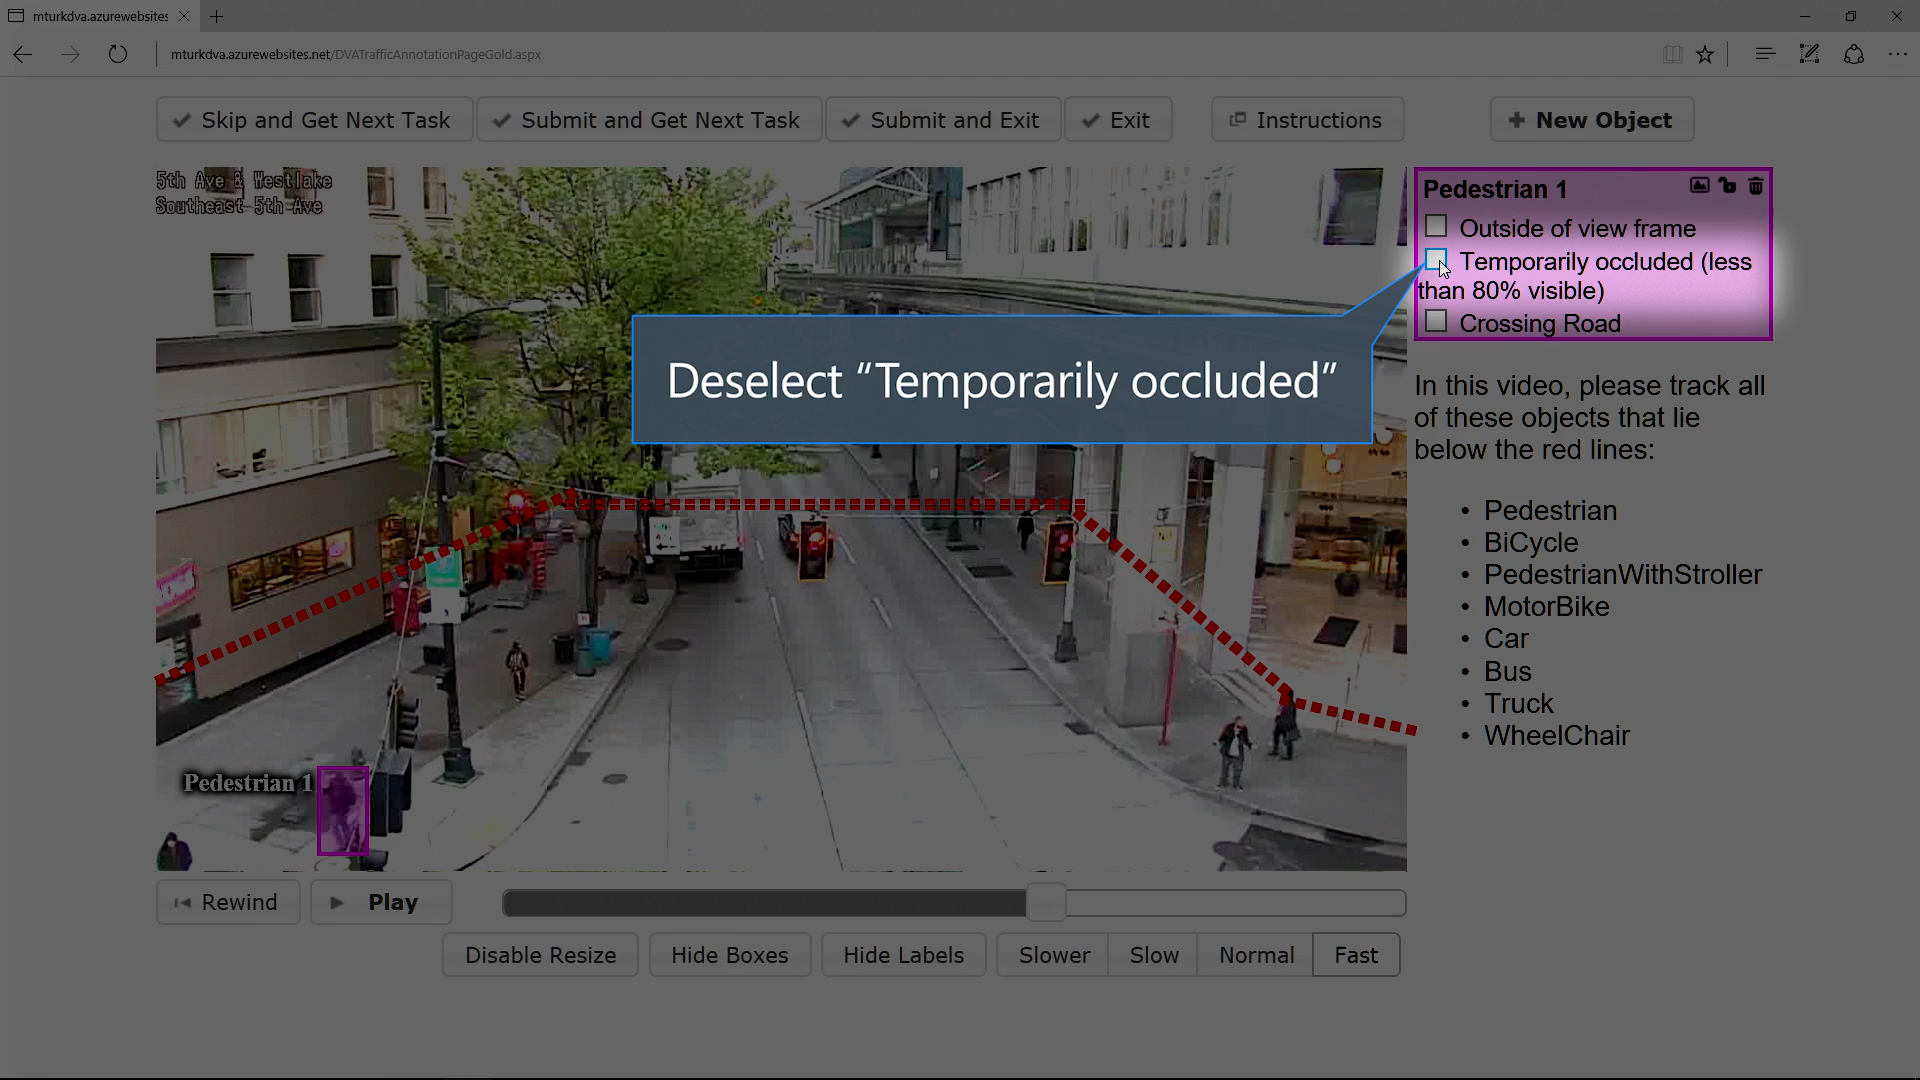 mturkdva.azurewebsites
mturkdva.azurewebsites.net/DVATrafficAnnotationPageGold.aspx
Skip and Get Next Task
Submit and Get Next Task
Submit and Exit
Exit
Instructions
New Object
5th Ave & Westlake
Southeast 5th Ave
Pedestrian 1
Outside of view frame
Temporarily occluded (less
than 80% visible)
Crossing Road
Deselect “Temporarily occluded”
In this video, please track all
of these objects that lie
below the red lines:
• Pedestrian
• BiCycle
• PedestrianWithStroller
• MotorBike
• Car
• Bus
• Truck
• WheelChair
Pedestrian 1
Rewind
Play
Disable Resize
Hide Boxes
Hide Labels
Slower
Slow
Normal
Fast